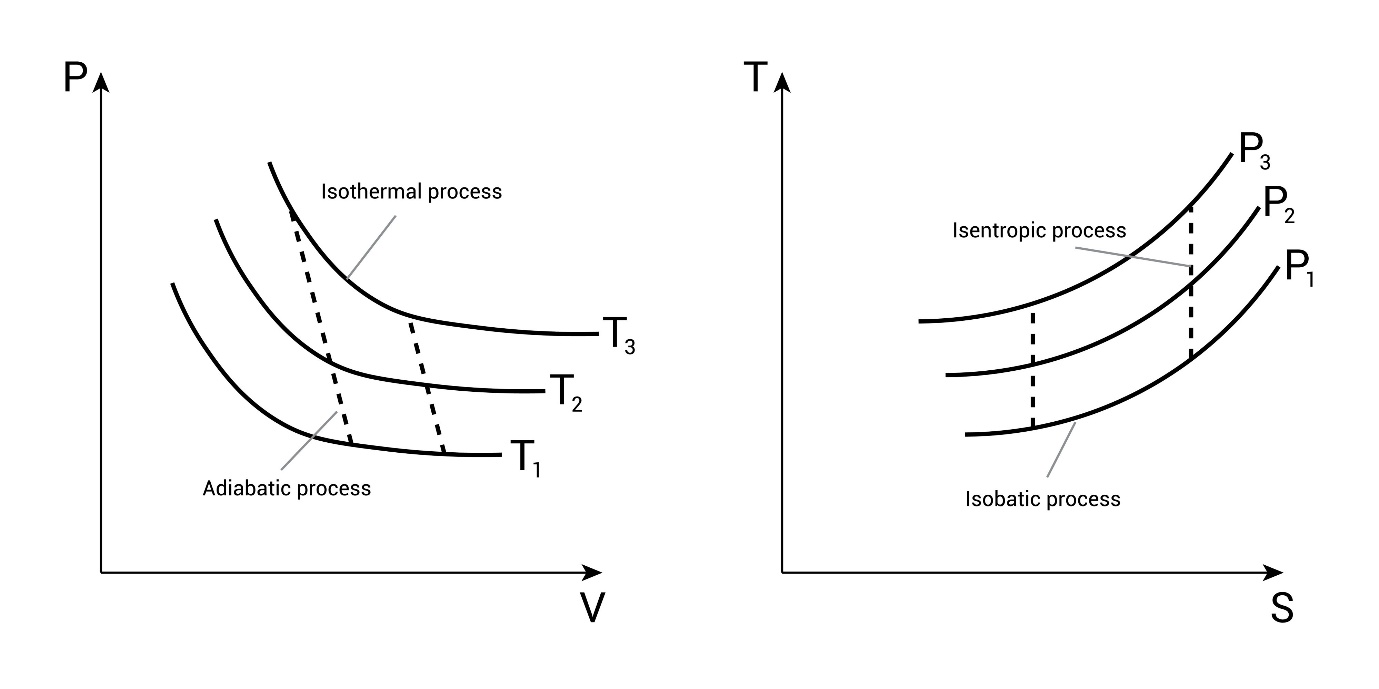 P
Isothermal process
T3
T2
T1
Adiabatic process
V
T
P3
P2
Isentropic process
P1
Isobatic process
S